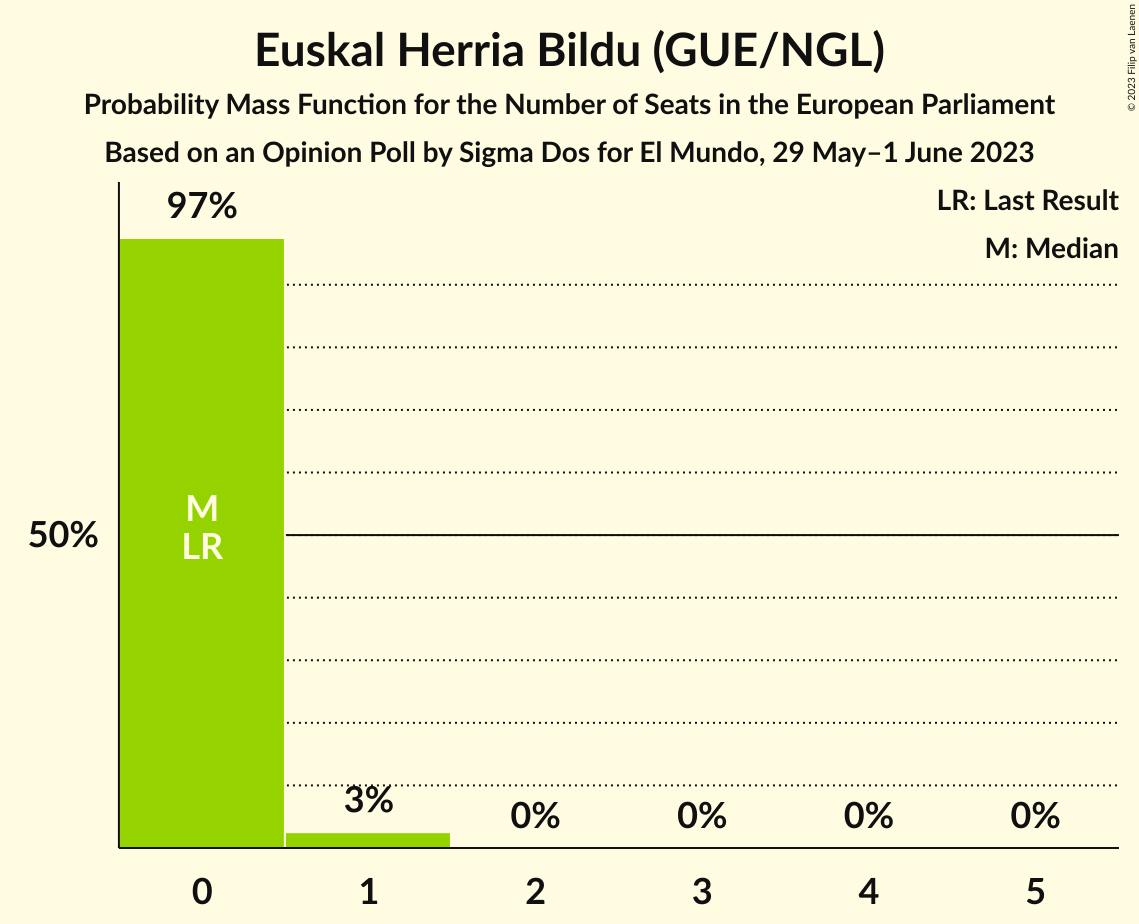 Euskal Herria Bildu (GUE/NGL)
Probability Mass Function for the Number of Seats in the European Parliament
Based on an Opinion Poll by Sigma Dos for El Mundo, 29 May–1 June 2023
© 2023 Filip van Laenen
LR: Last Result
M: Median
97%
M
LR
50%
3%
0%
0%
0%
0%
0
1
2
3
4
5